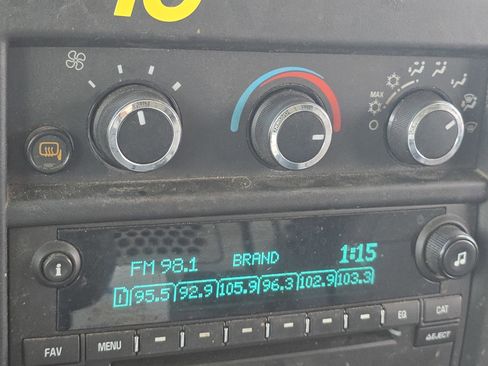 10
MAX
FM 98.1 BRAND 1:15
1 95.5 92.9 105.9 96.3 102.9 103.3
i
FAV MENU EQ CAT
EJECT